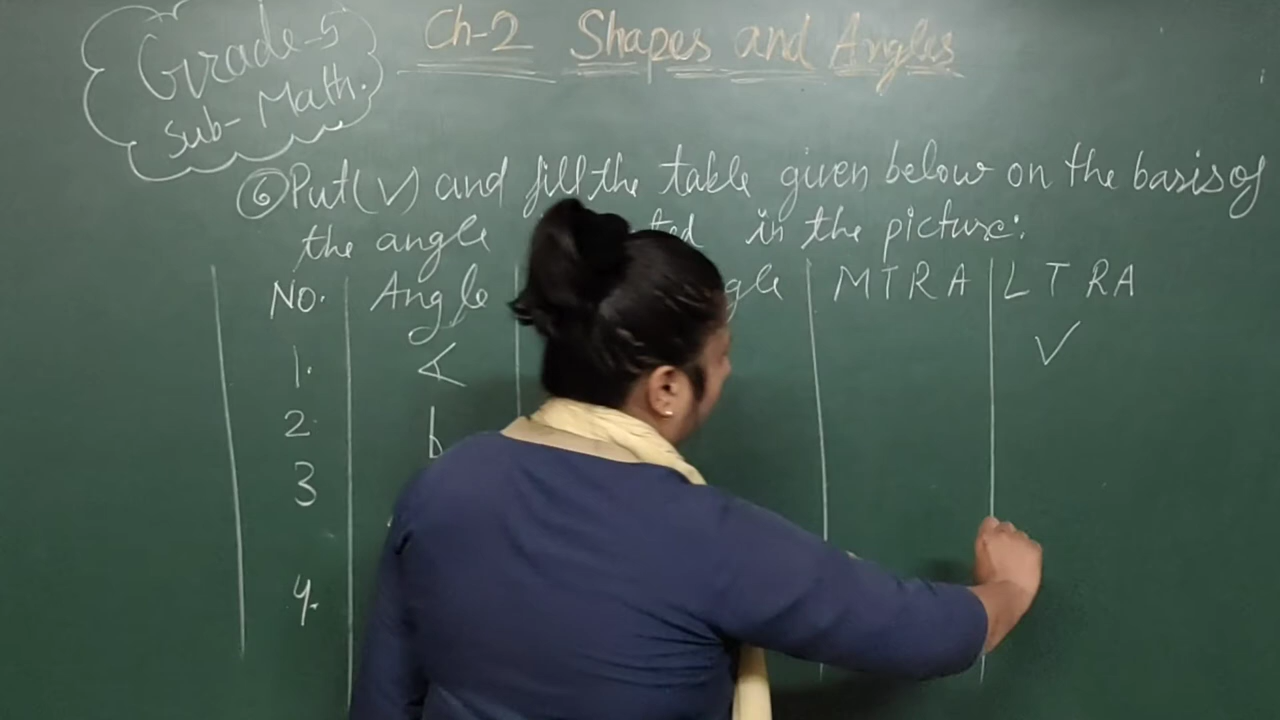 Grade-5
Sub-Math.
Ch-2 Shapes and Angles
⑥ Put(√) and fill the table given below on the basis of
the angle in the picture:
No. Angle MTRA LTRA
1. √
2. b
3
4.